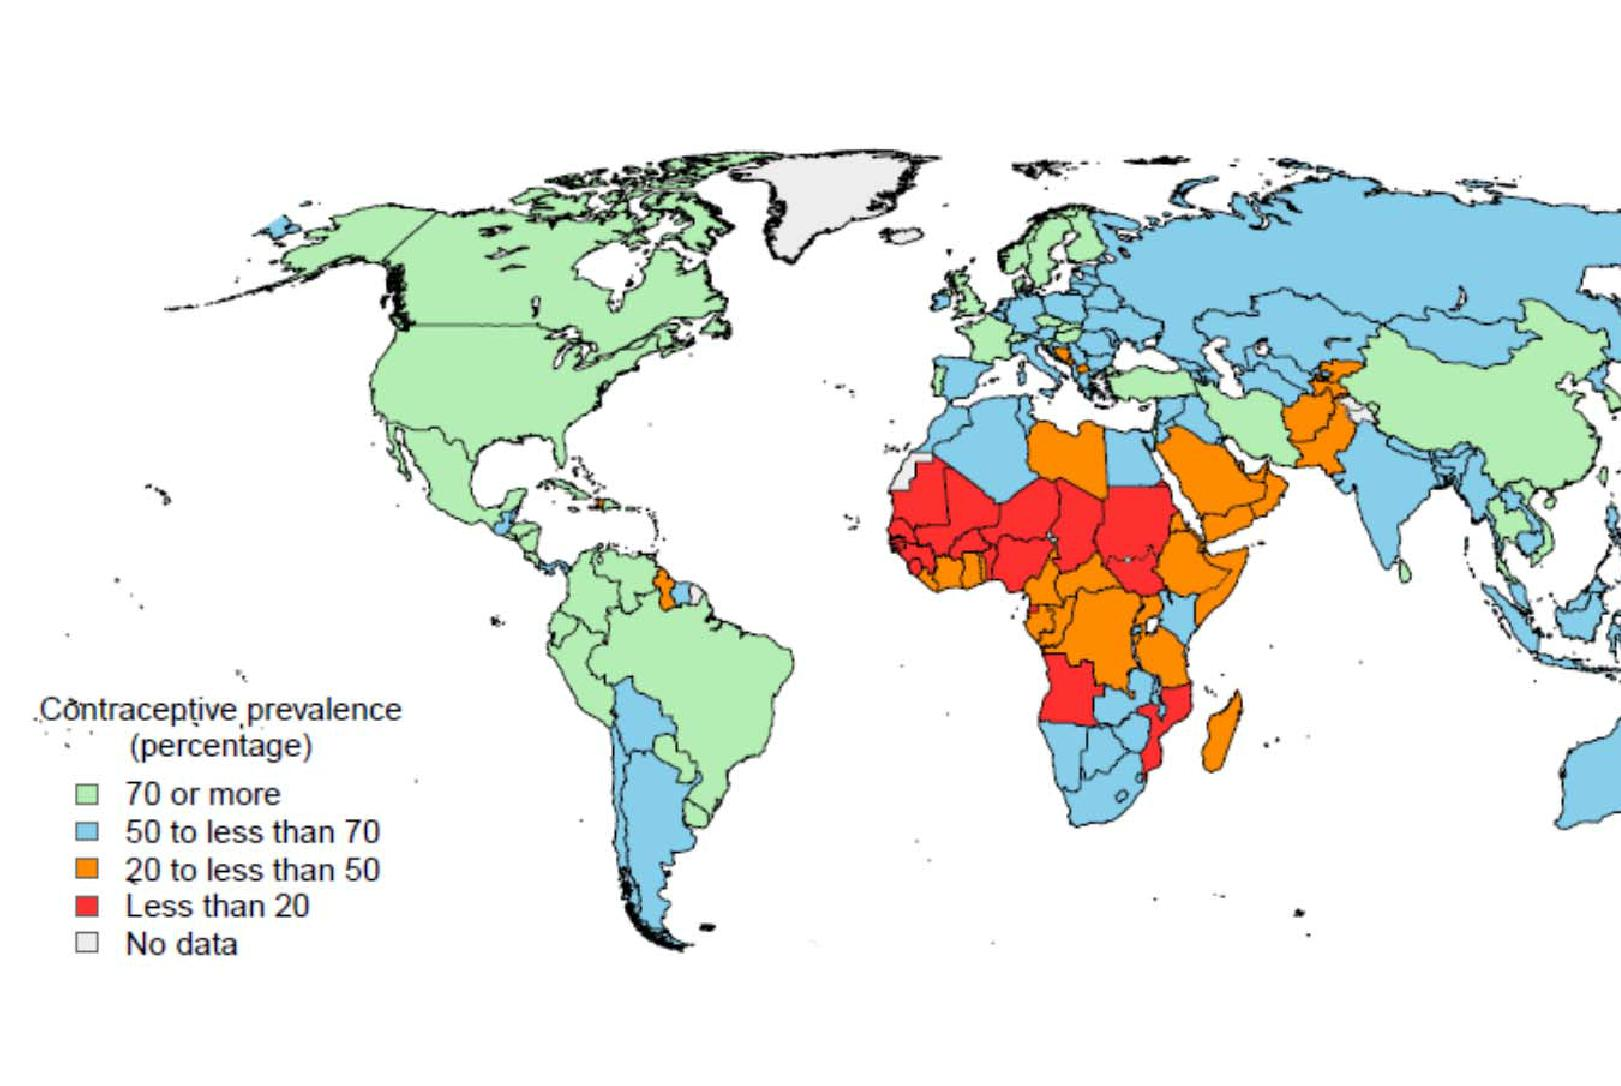 Contraceptive prevalence
(percentage)
70 or more
50 to less than 70
20 to less than 50
Less than 20
No data